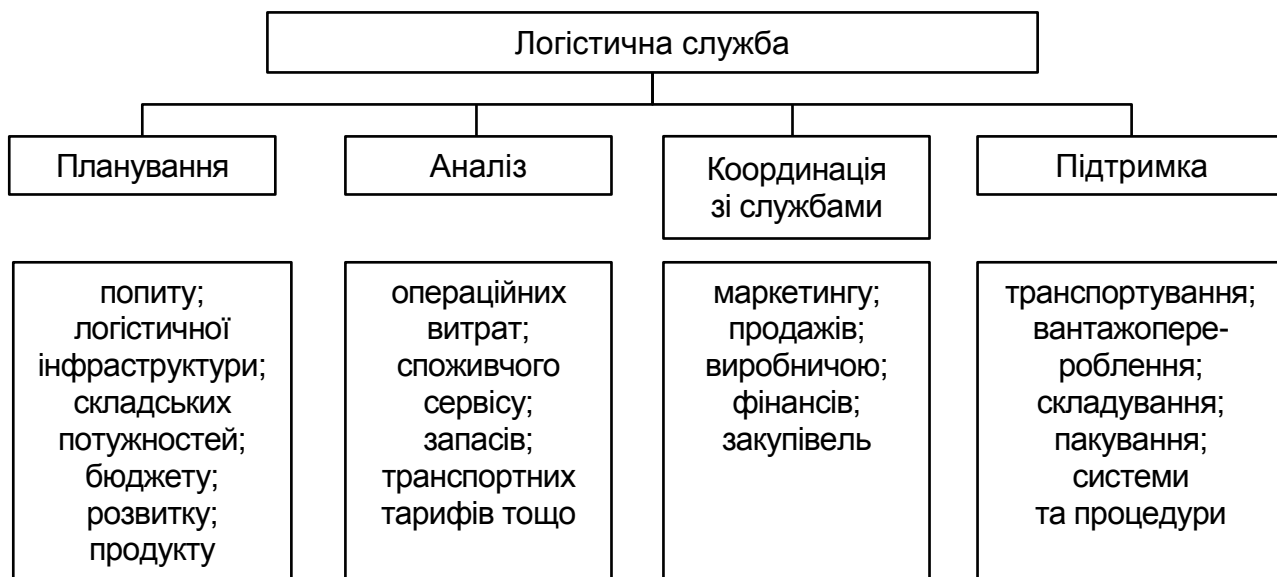 Логістична служба
Планування
Аналіз
Координація
зі службами
Підтримка
попиту;
логістичної
інфраструктури;
складських
потужностей;
бюджету;
розвитку;
продукту
операційних
витрат;
споживчого
сервісу;
запасів;
транспортних
тарифів тощо
маркетингу;
продажів;
виробничою;
фінансів;
закупівель
транспортування;
вантажопере-
роблення;
складування;
пакування;
системи
та процедури